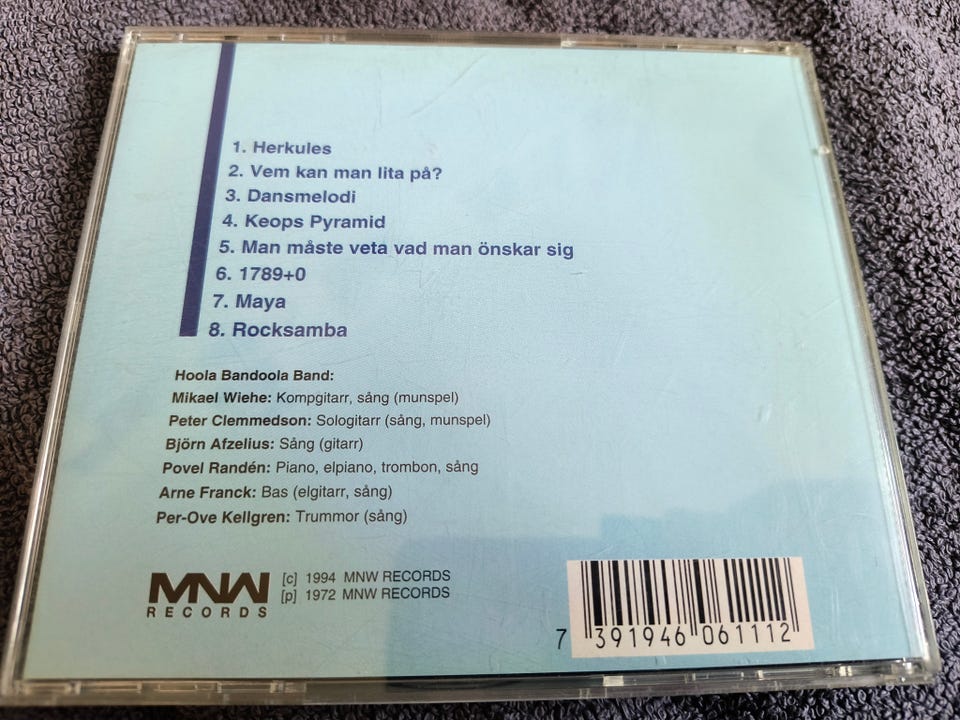 1. Herkules
2. Vem kan man lita på?
3. Dansmelodi
4. Keops Pyramid
5. Man måste veta vad man önskar sig
6. 1789+0
7. Maya
8. Rocksamba
Hoola Bandoola Band:
Mikael Wiehe: Kompgitarr, sång (munspel)
Peter Clemmedson: Sologitarr (sång, munspel)
Björn Afzelius: Sång (gitarr)
Povel Randén: Piano, elpiano, trombon, sång
Arne Franck: Bas (elgitarr, sång)
Per-Ove Kellgren: Trummor (sång)
MNW
RECORDS
[c] 1994 MNW RECORDS
[p] 1972 MNW RECORDS
7 391946 061112